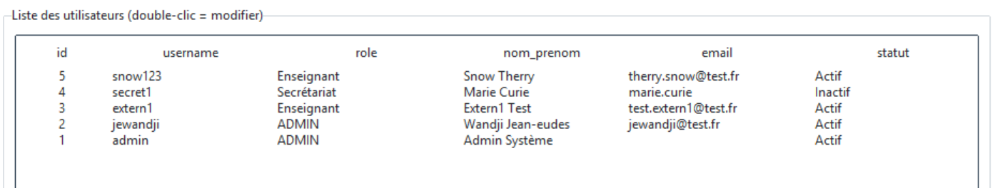 Liste des utilisateurs (double-clic = modifier)
id username role nom_prenom email statut
5 snow123 Enseignant Snow Therry therry.snow@test.fr Actif
4 secret1 Secrétariat Marie Curie marie.curie Inactif
3 extern1 Enseignant Extern1 Test test.extern1@test.fr Actif
2 jewandji ADMIN Wandji Jean-eudes jewandji@test.fr Actif
1 admin ADMIN Admin Système Actif